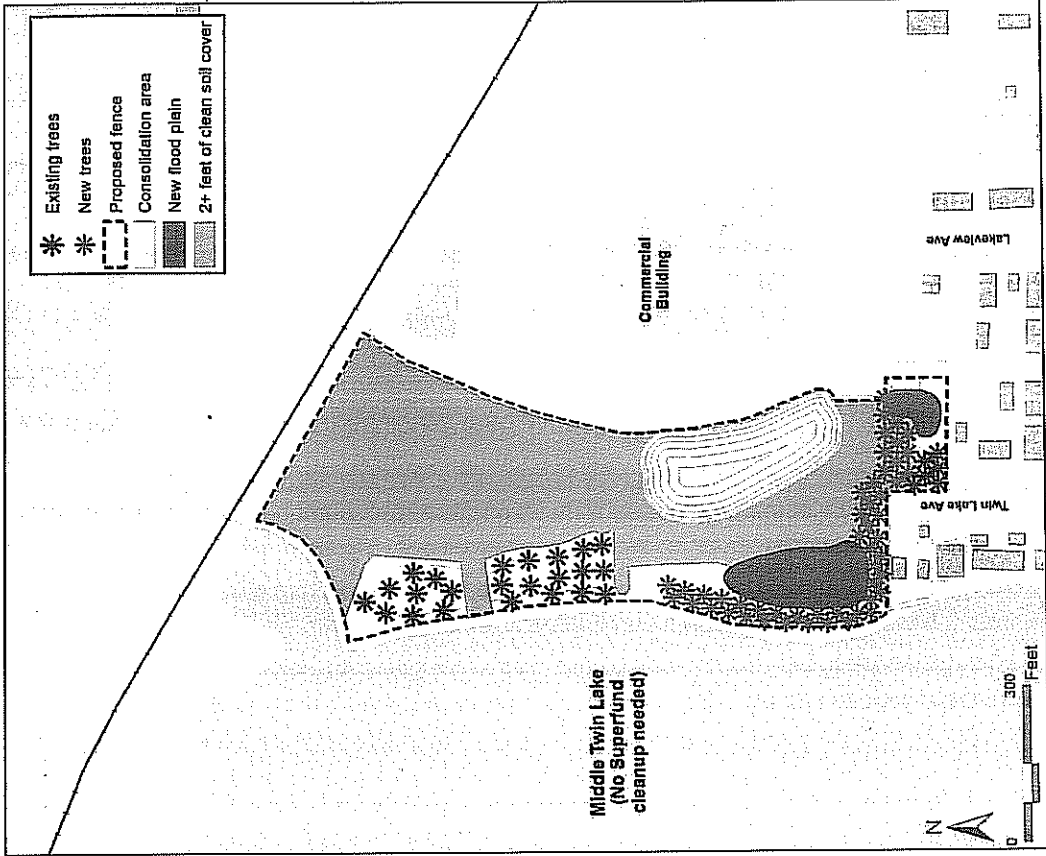 Existing trees
New trees
Proposed fence
Consolidation area
New flood plain
2+ feet of clean soil cover
Commercial
Building
Middle Twin Lake
(No Superfund
cleanup needed)
Lakeview Ave
Twin Lake Ave
N
0
300
Feet